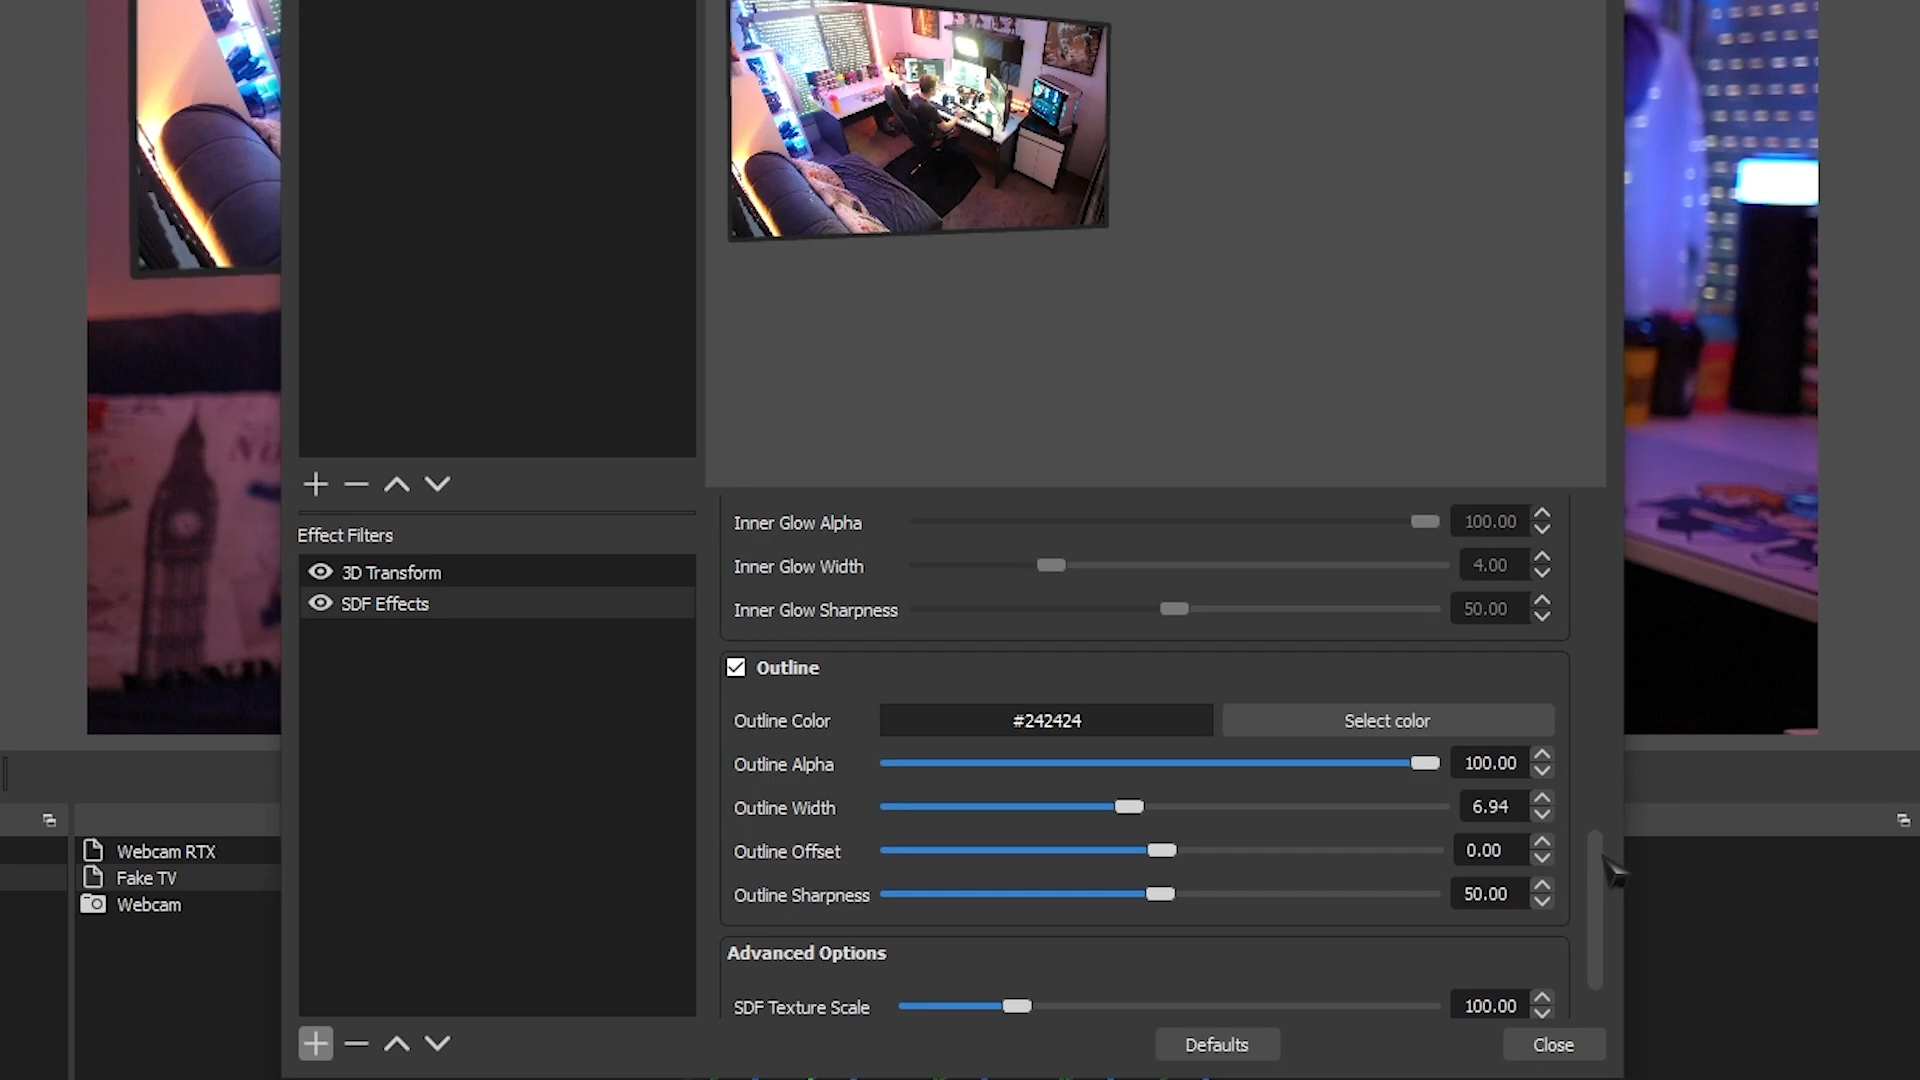 Effect Filters
3D Transform
SDF Effects
Inner Glow Alpha 100.00
Inner Glow Width 4.00
Inner Glow Sharpness 50.00
Outline
Outline Color #242424 Select color
Outline Alpha 100.00
Outline Width 6.94
Outline Offset 0.00
Outline Sharpness 50.00
Advanced Options
SDF Texture Scale 100.00
Defaults Close
Webcam RTX
Fake TV
Webcam